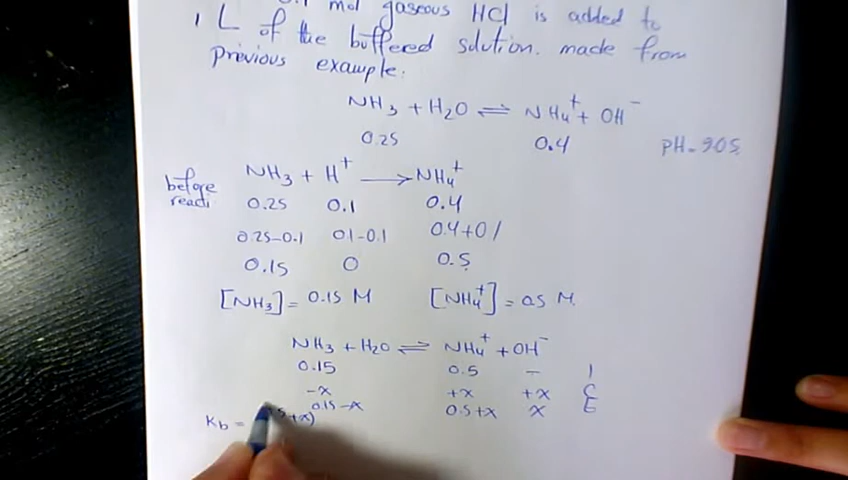 mol gaseous HCl is added to
1 L of the buffered solution. made from
previous example.
NH3 + H2O ⇌ NH4+ + OH−
0.25 0.4 PH = 9.05
before NH3 + H+ ⟶ NH4+
reacti 0.25 0.1 0.4
0.25-0.1 0.1-0.1 0.4+0.1
0.15 0 0.5
[NH3] = 0.15 M [NH4+] = 0.5 M
NH3 + H2O ⇌ NH4+ + OH−
0.15 0.5 – I
-x +x +x C
0.15-x 0.5+x x E
Kb = 5+x)